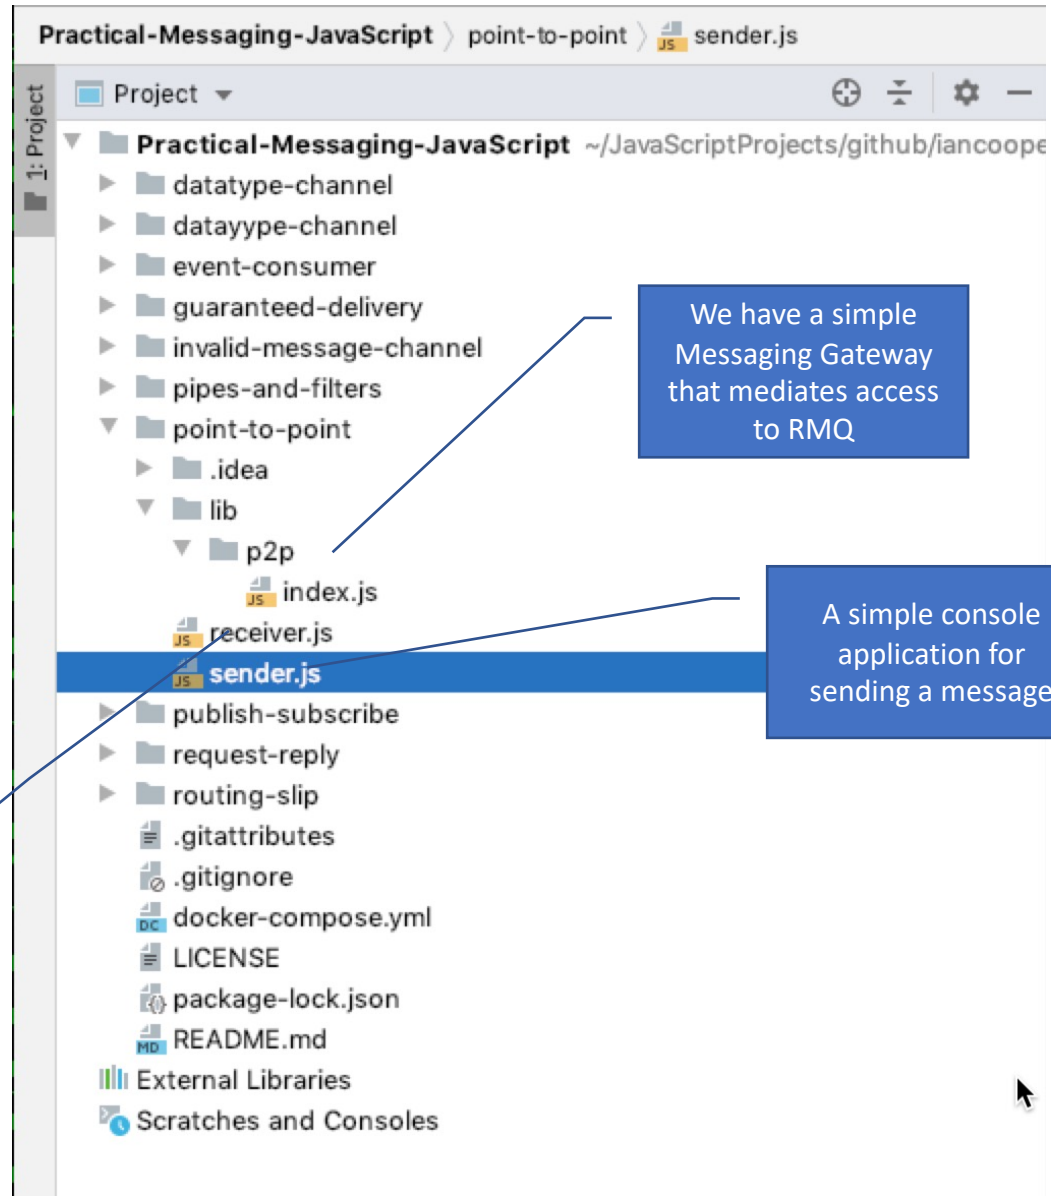 Practical-Messaging-JavaScript 〉 point-to-point 〉 JS sender.js
1: Project
Project
Practical-Messaging-JavaScript ~/JavaScriptProjects/github/iancoope
datatype-channel
datayype-channel
event-consumer
guaranteed-delivery
invalid-message-channel
pipes-and-filters
point-to-point
.idea
lib
p2p
JS index.js
JS receiver.js
JS sender.js
publish-subscribe
request-reply
routing-slip
.gitattributes
.gitignore
DC docker-compose.yml
LICENSE
package-lock.json
MD README.md
External Libraries
Scratches and Consoles
We have a simple
Messaging Gateway
that mediates access
to RMQ
A simple console
application for
sending a message